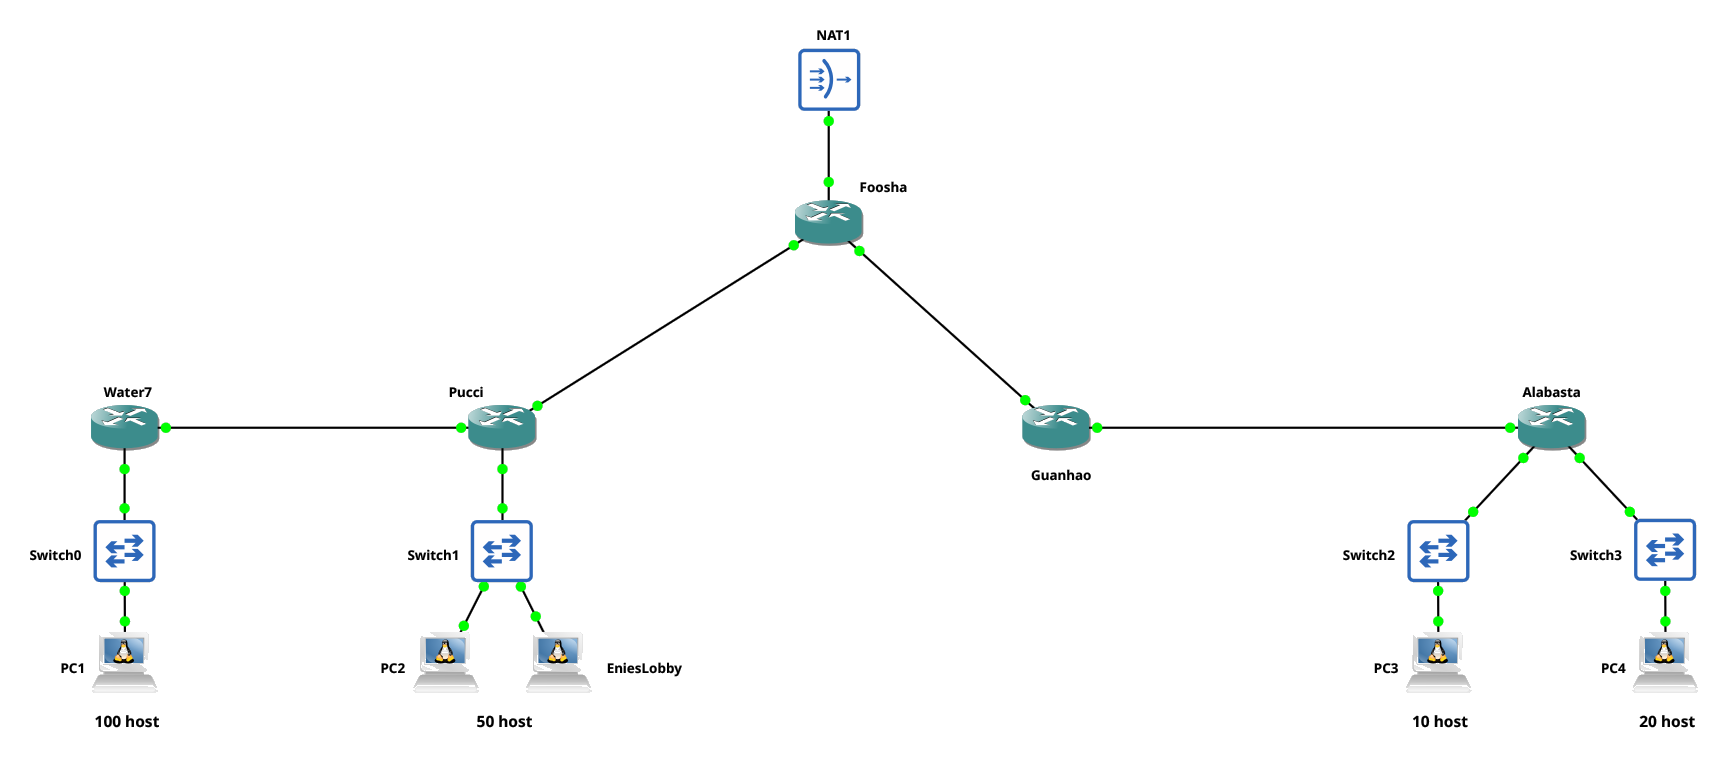 NAT1
Foosha
Water7
Pucci
Alabasta
Guanhao
Switch0
Switch1
Switch2
Switch3
PC1
PC2
EniesLobby
PC3
PC4
100 host
50 host
10 host
20 host